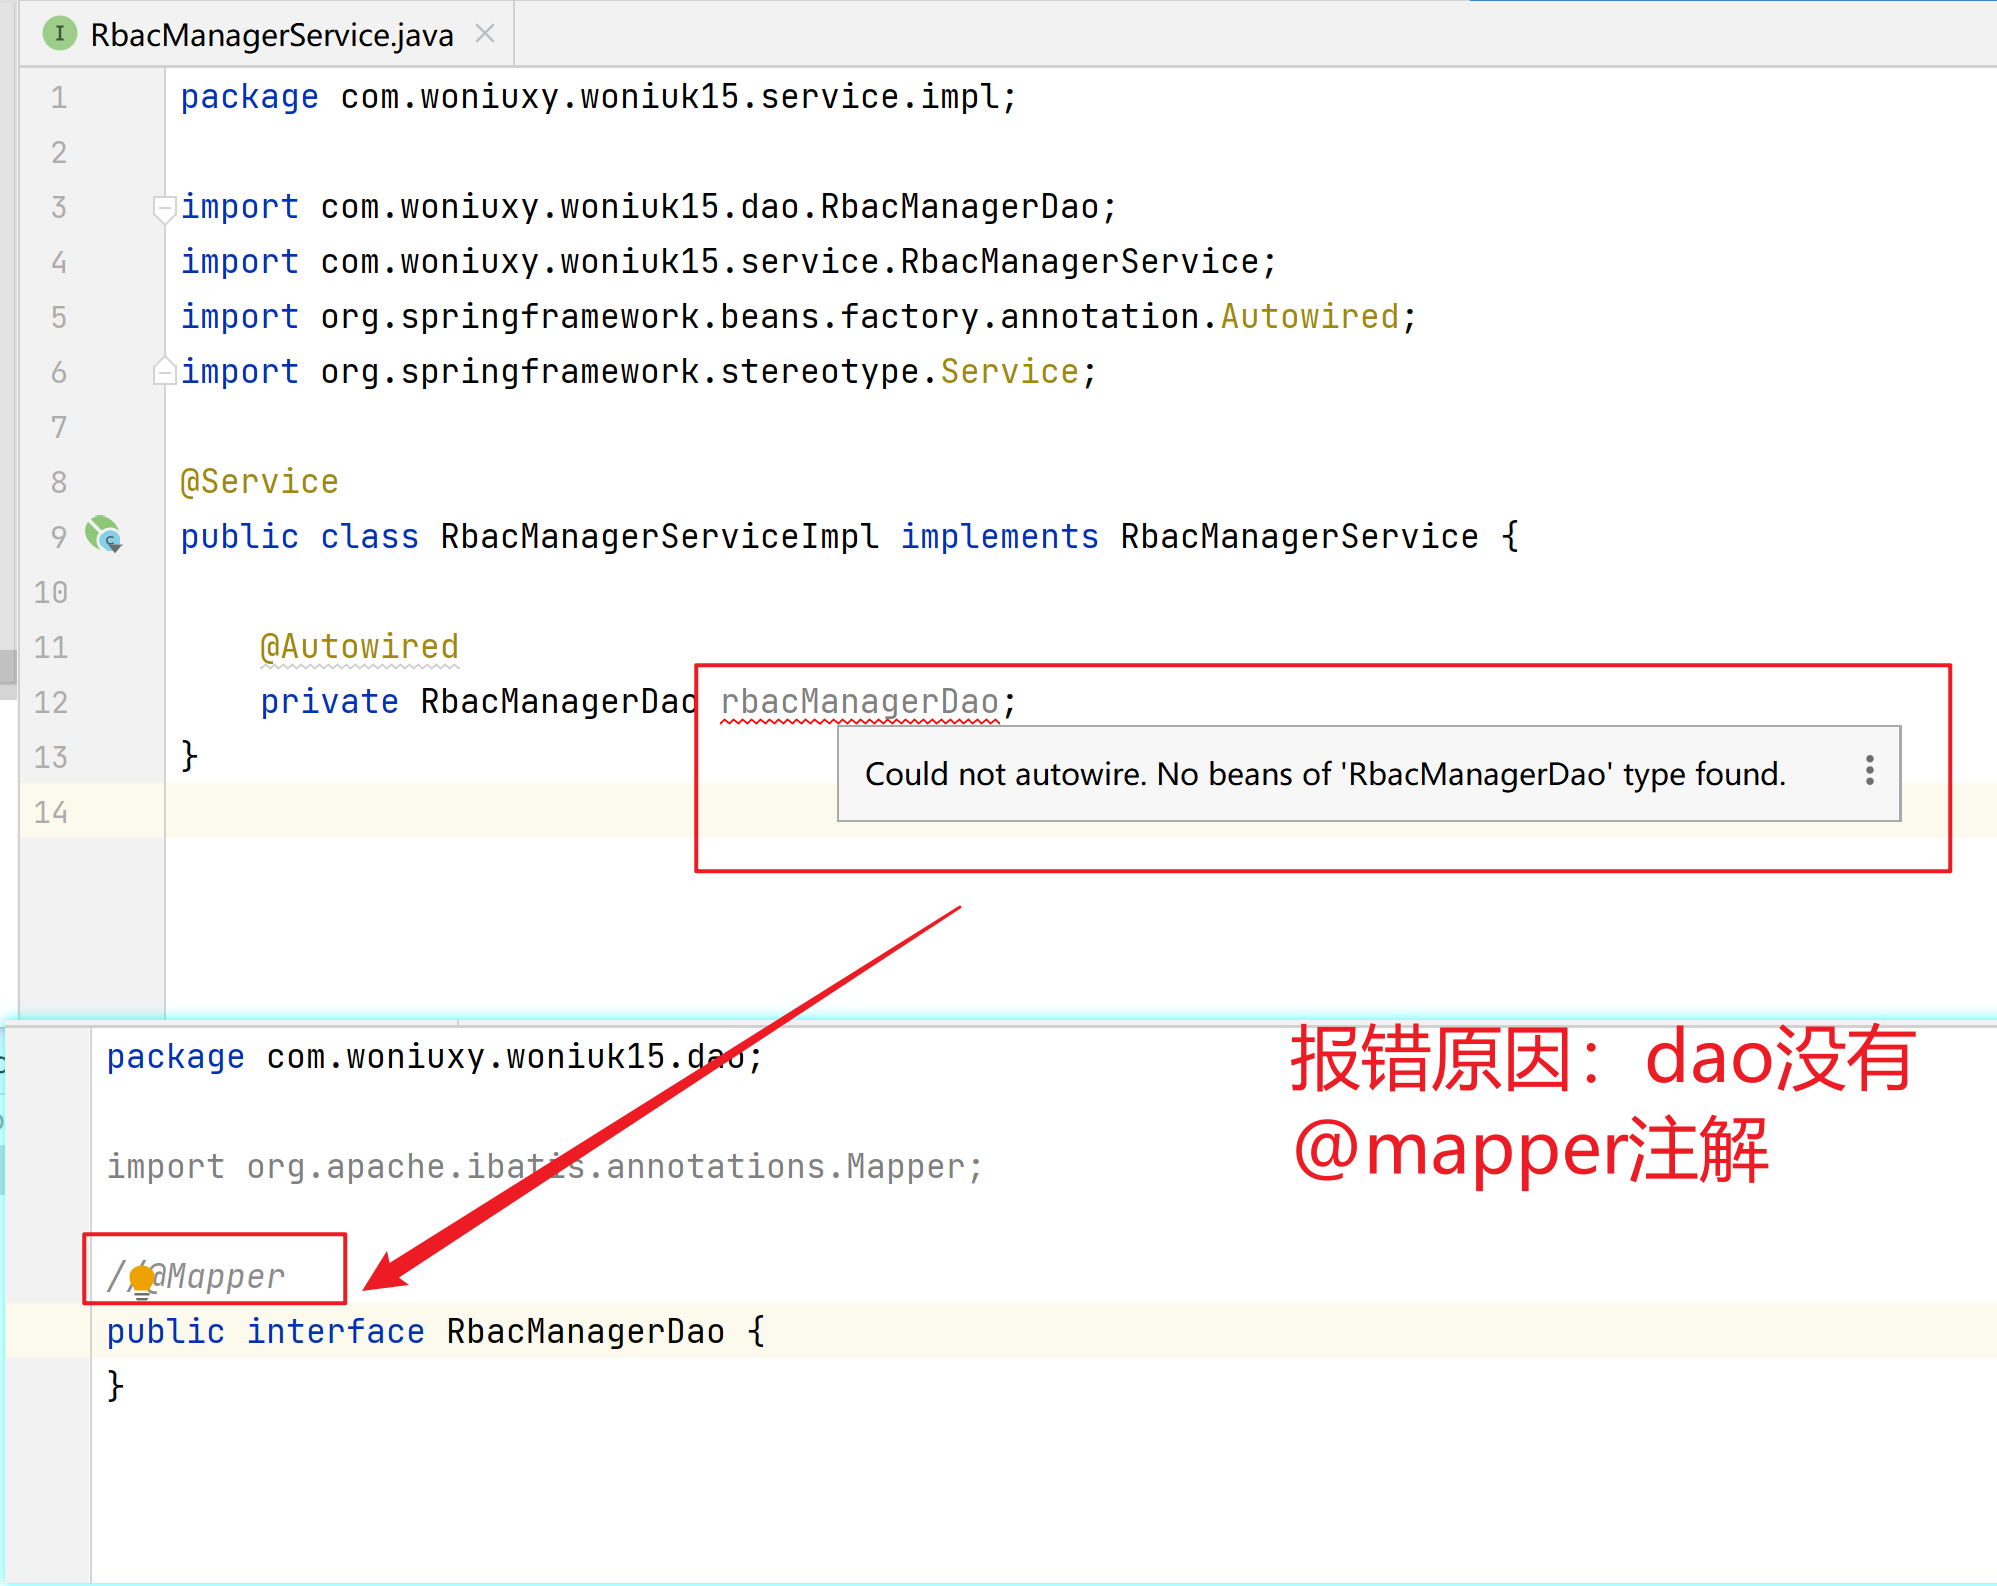 RbacManagerService.java
1 package com.woniuxy.woniuk15.service.impl;
2
3 import com.woniuxy.woniuk15.dao.RbacManagerDao;
4 import com.woniuxy.woniuk15.service.RbacManagerService;
5 import org.springframework.beans.factory.annotation.Autowired;
6 import org.springframework.stereotype.Service;
7
8 @Service
9 public class RbacManagerServiceImpl implements RbacManagerService {
10
11 @Autowired
12 private RbacManagerDao rbacManagerDao;
Could not autowire. No beans of 'RbacManagerDao' type found.
13 }
14
package com.woniuxy.woniuk15.dao;
import org.apache.ibatis.annotations.Mapper;
//@Mapper
public interface RbacManagerDao {
}
报错原因：dao没有
@mapper注解